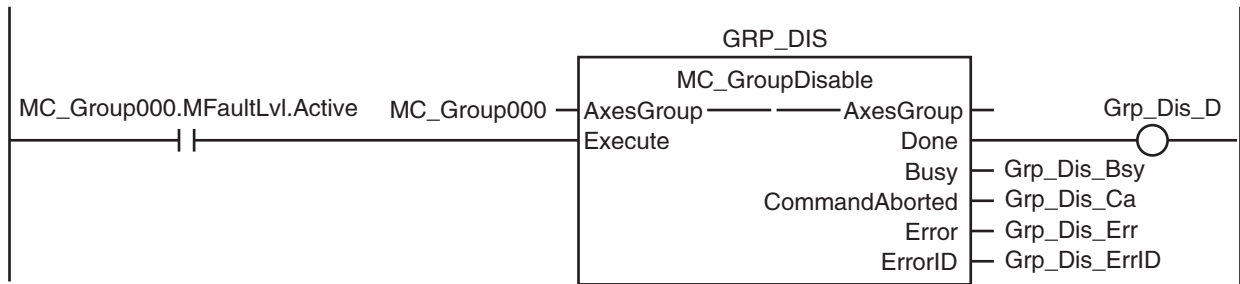 GRP_DIS
MC_GroupDisable
MC_Group000.MFaultLvl.Active MC_Group000 AxesGroup AxesGroup Grp_Dis_D
Execute Done
Busy Grp_Dis_Bsy
CommandAborted Grp_Dis_Ca
Error Grp_Dis_Err
ErrorID Grp_Dis_ErrID